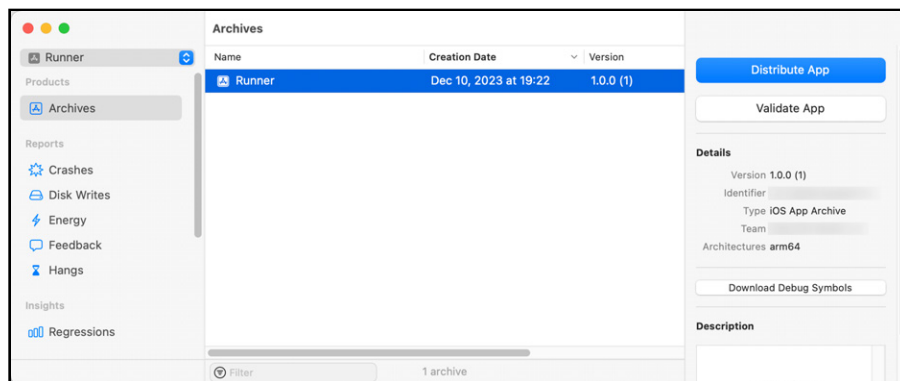 Runner
Products
Archives
Reports
Crashes
Disk Writes
Energy
Feedback
Hangs
Insights
Regressions
Archives
Name Creation Date Version
Runner Dec 10, 2023 at 19:22 1.0.0 (1)
Filter 1 archive
Distribute App
Validate App
Details
Version 1.0.0 (1)
Identifier
Type iOS App Archive
Team
Architectures arm64
Download Debug Symbols
Description